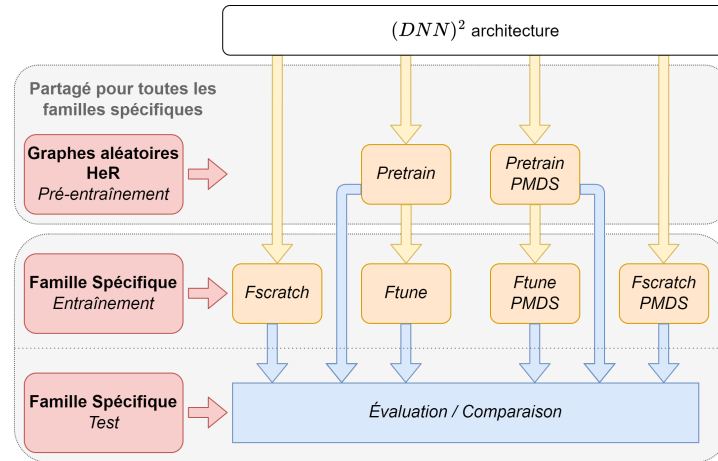 (DNN)² architecture
Partagé pour toutes les
familles spécifiques
Graphes aléatoires
HeR
Pré-entraînement
Pretrain
Pretrain
PMDS
Famille Spécifique
Entraînement
Fscratch
Ftune
Ftune
PMDS
Fscratch
PMDS
Famille Spécifique
Test
Évaluation / Comparaison